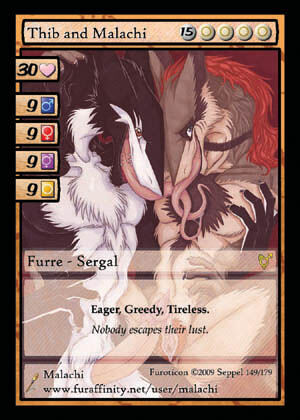 Thib and Malachi 15
30
9
9
9
9
Furre - Sergal
Eager, Greedy, Tireless.
Nobody escapes their lust.
Malachi
Furoticon ©2009 Seppel 149/179
www.furaffinity.net/user/malachi